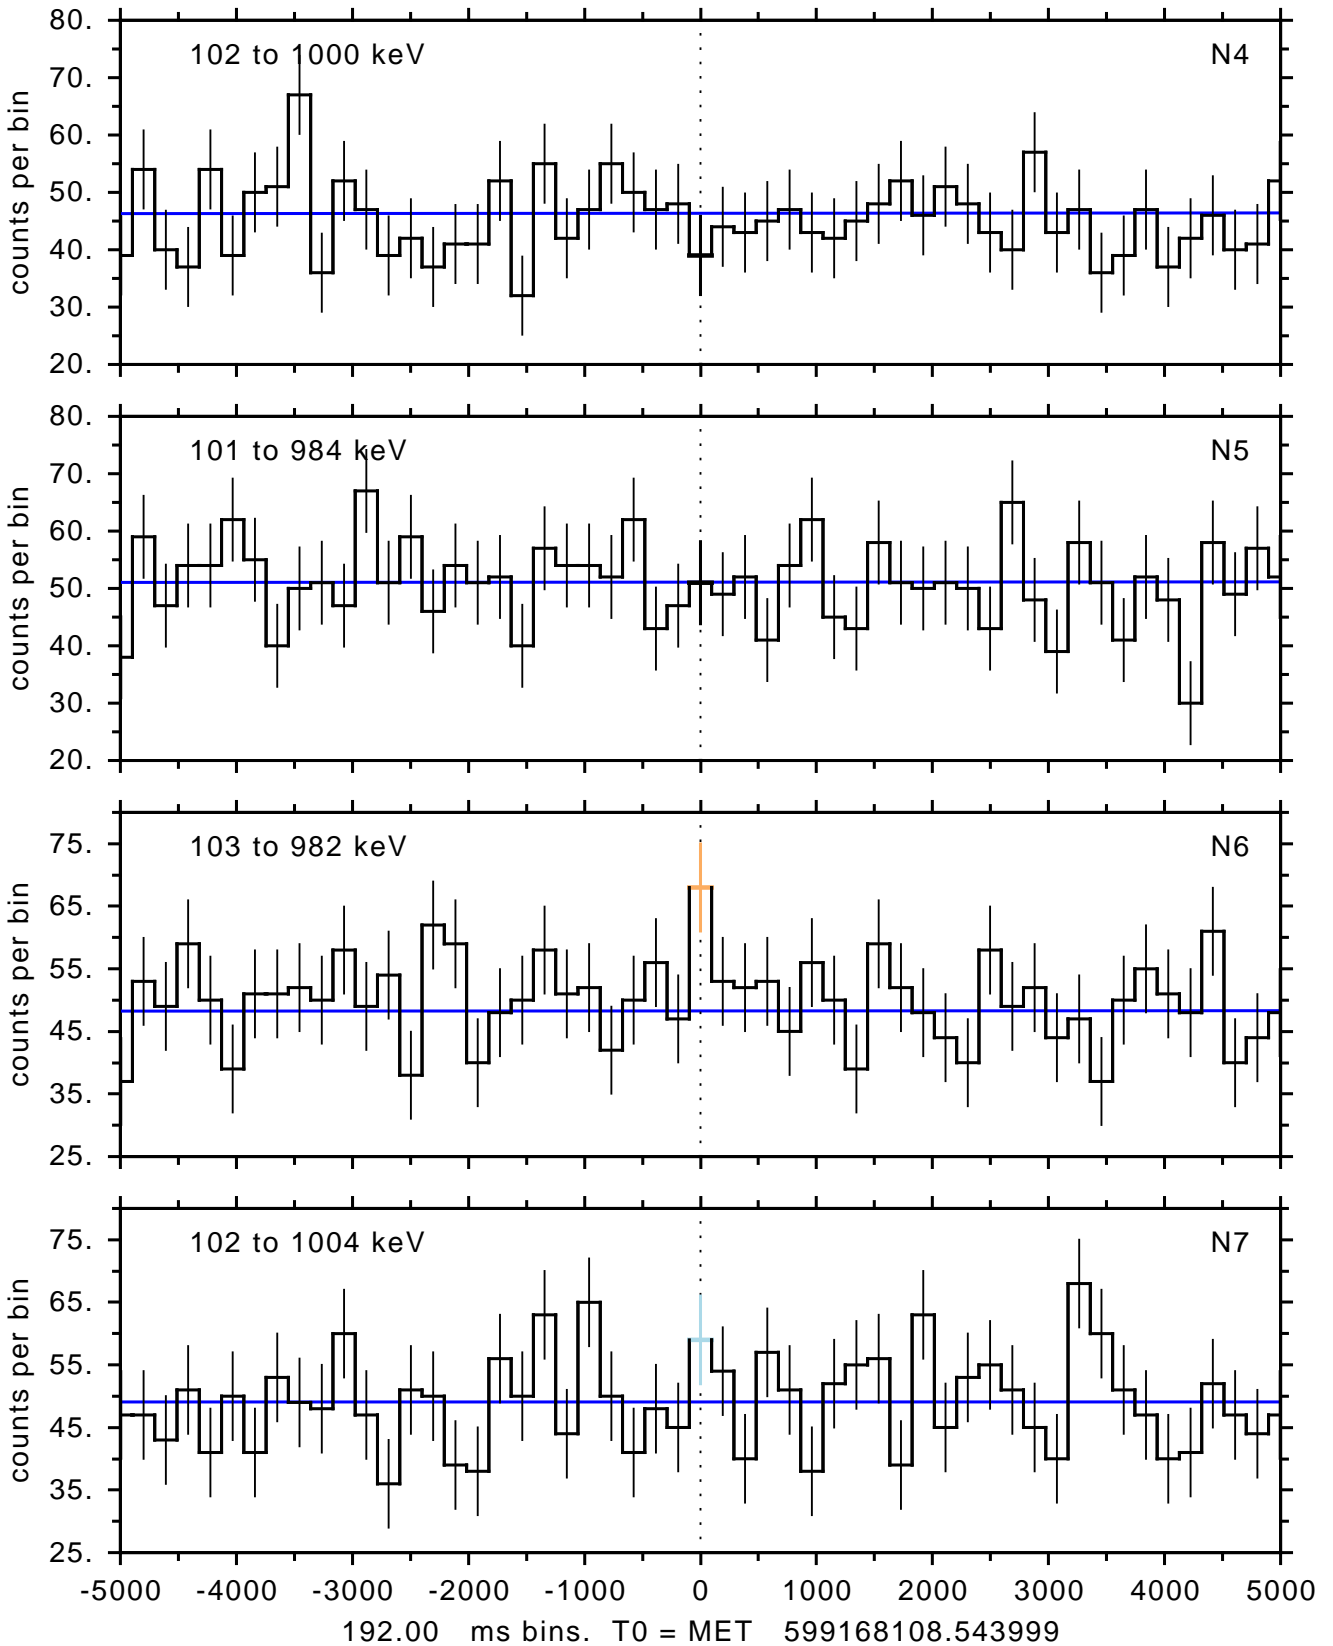 80.
102 to 1000 keV N4
70.
60.
50.
40.
30.
20.
counts per bin
80.
101 to 984 keV N5
70.
60.
50.
40.
30.
20.
counts per bin
75.
103 to 982 keV N6
65.
55.
45.
35.
25.
counts per bin
75.
102 to 1004 keV N7
65.
55.
45.
35.
25.
counts per bin
-5000 -4000 -3000 -2000 -1000 0 1000 2000 3000 4000 5000
192.00 ms bins. T0 = MET 599168108.543999